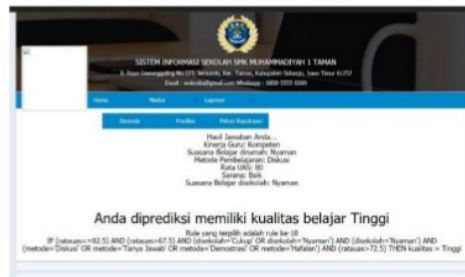 SISTEM INFORMASI SEKOLAH SMK MUHAMMADIYAH 1 TAMAN
Home Master Laporan
Beranda Prediksi Pohon Keputusan
Hasil Jawaban Anda...
Kinerja Guru: Kompeten
Suasana Belajar dirumah: Nyaman
Metode Pembelajaran: Diskusi
Rata UAS: 80
Sarana: Baik
Suasana Belajar disekolah: Nyaman
Anda diprediksi memiliki kualitas belajar Tinggi
Rule yang terpilih adalah rule ke-10
IF (ratauas<=82.5) AND (ratauas>67.5) AND (disekolah='Cukup' OR disekolah='Nyaman') AND (disekolah='Nyaman') AND
(metode='Diskusi' OR metode='Tanya Jawab' OR metode='Demostrasi' OR metode='Hafalan') AND (ratauas>72.5) THEN kualitas = Tinggi